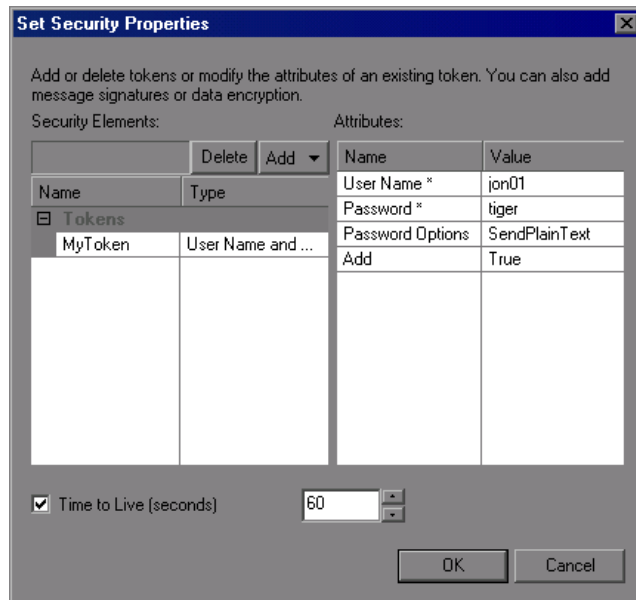 Set Security Properties
Add or delete tokens or modify the attributes of an existing token. You can also add
message signatures or data encryption.
Security Elements: Attributes:
Delete Add Name Value
Name Type User Name * jon01
Tokens Password * tiger
MyToken User Name and ... Password Options SendPlainText
Add True
Time to Live (seconds) 60
OK Cancel